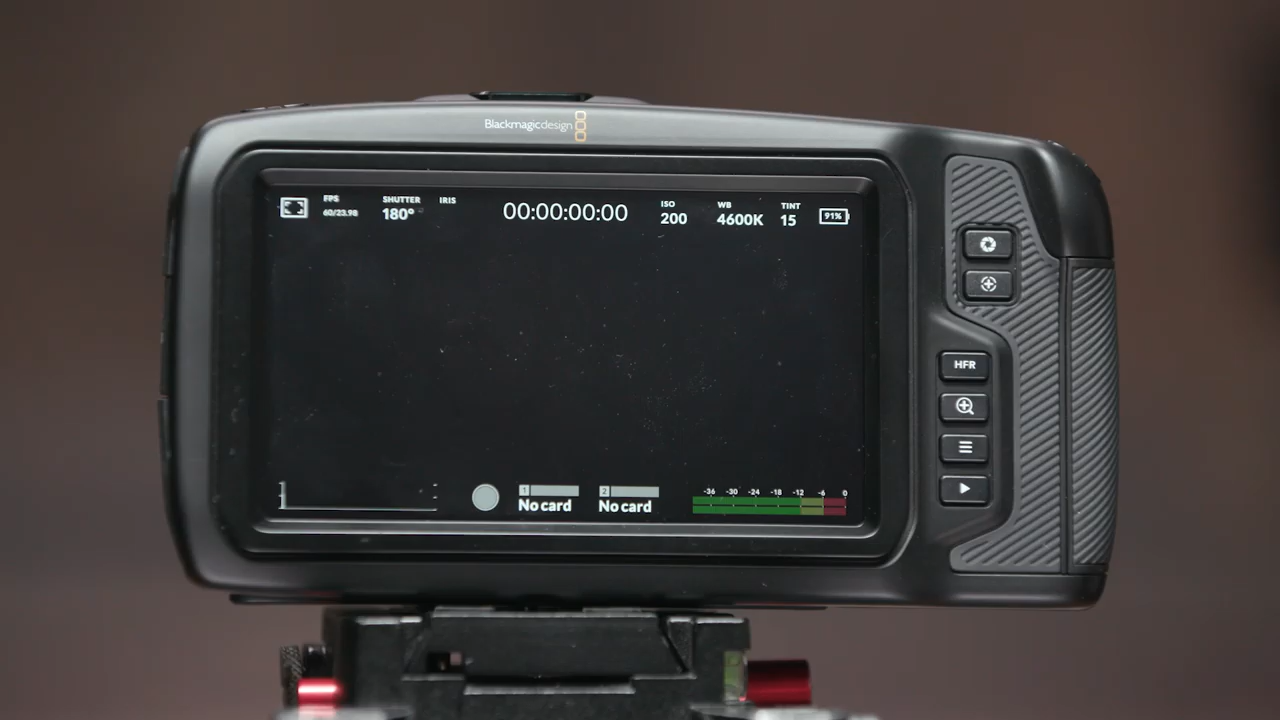 Blackmagicdesign
FPS
60/23.98
SHUTTER
180°
IRIS
00:00:00:00
ISO
200
WB
4600K
TINT
15
91%
HFR
1
No card
2
No card
-36 -30 -24 -18 -12 -6 0